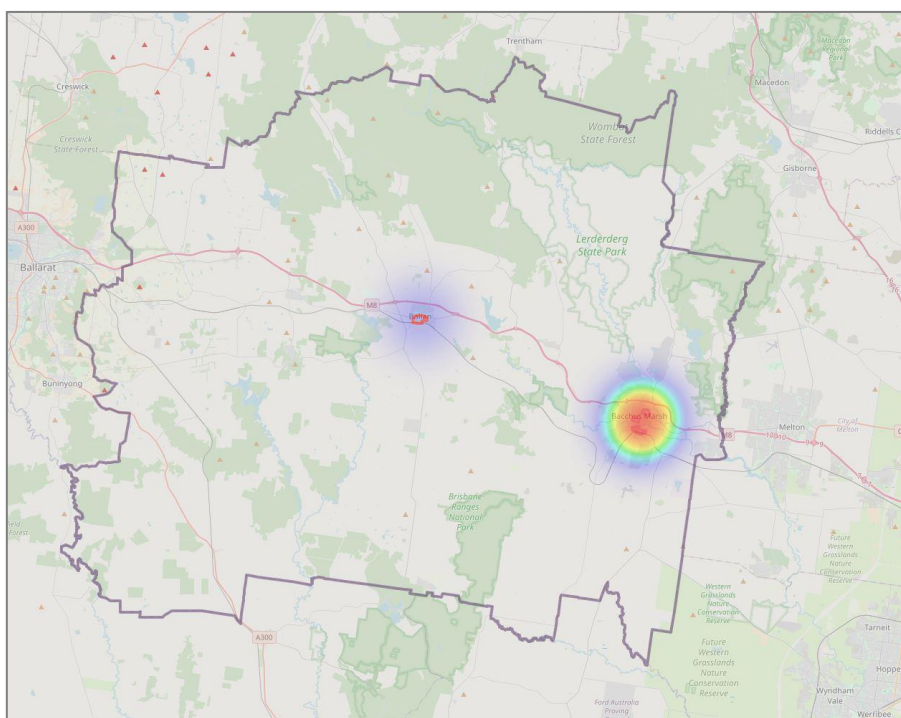 Trentham
Macedon
Regional
Park
Creswick
Macedon
Creswick
State Forest
Wombat
State Forest
Riddells C
Gisborne
A300
Ballarat
Lerderderg
State Park
M8
Ballan
Buninyong
Bacchus Marsh
Melton
City of
Melton
M8
Brisbane
Ranges
National
Park
Forest
Future
Western
Grasslands
Nature
Conservation
Reserve
Western
Grasslands
Nature
Conservation
Reserve
Tarneit
A300
Future
Western
Grasslands
Nature
Conservation
Reserve
Hoppe
Wyndham
Vale
Werribee
Ford Australia
Proving